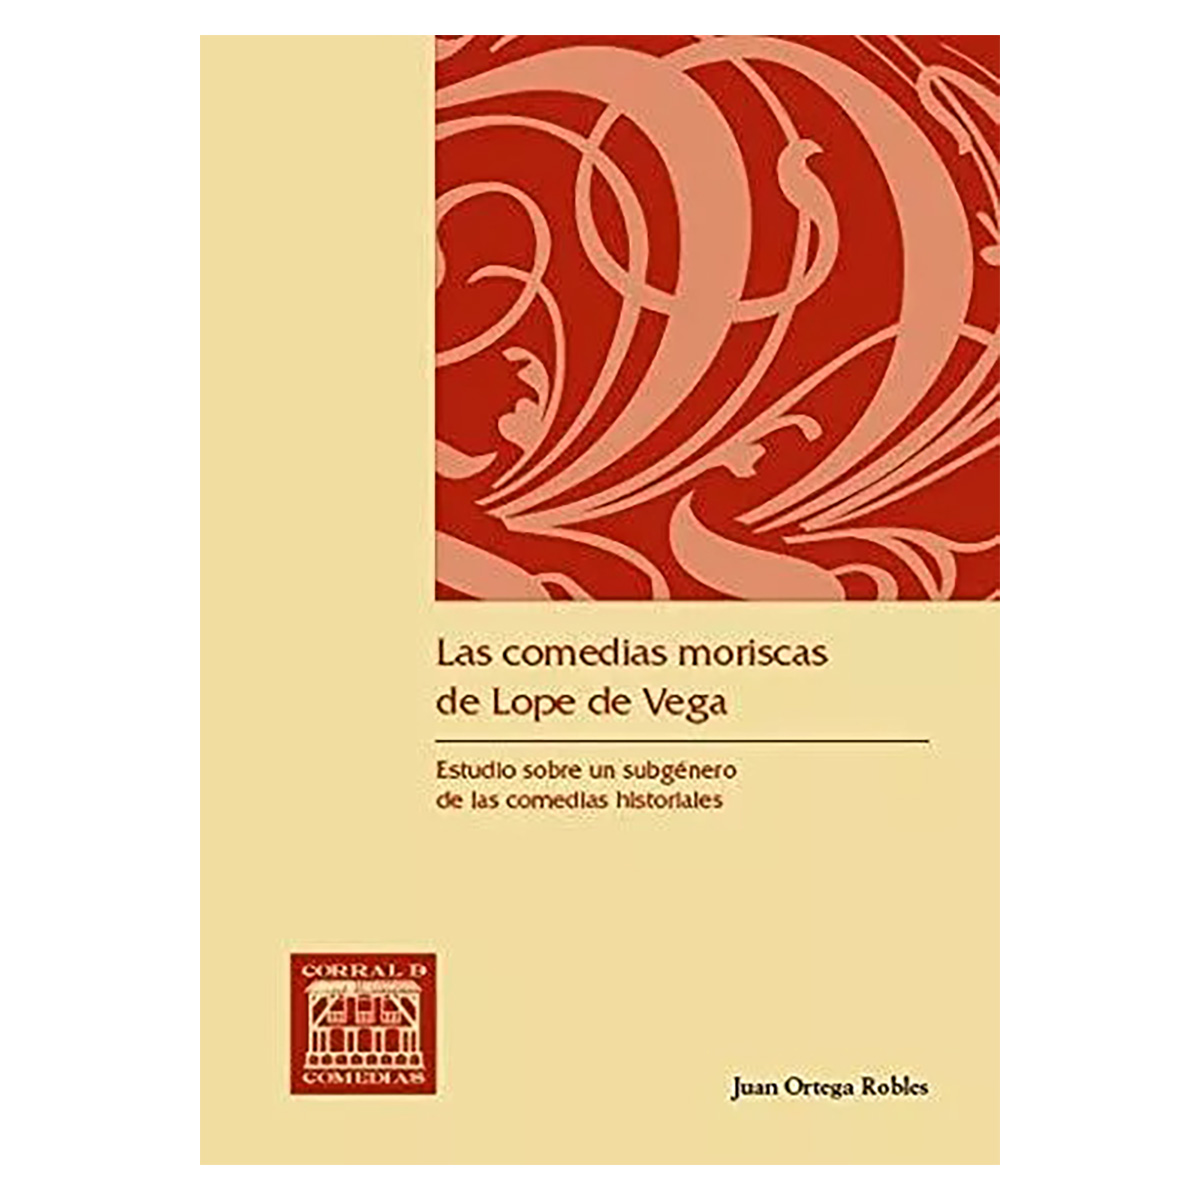 Las comedias moriscas
de Lope de Vega
Estudio sobre un subgénero
de las comedias historiales
CORRAL D
COMEDIAS
Juan Ortega Robles